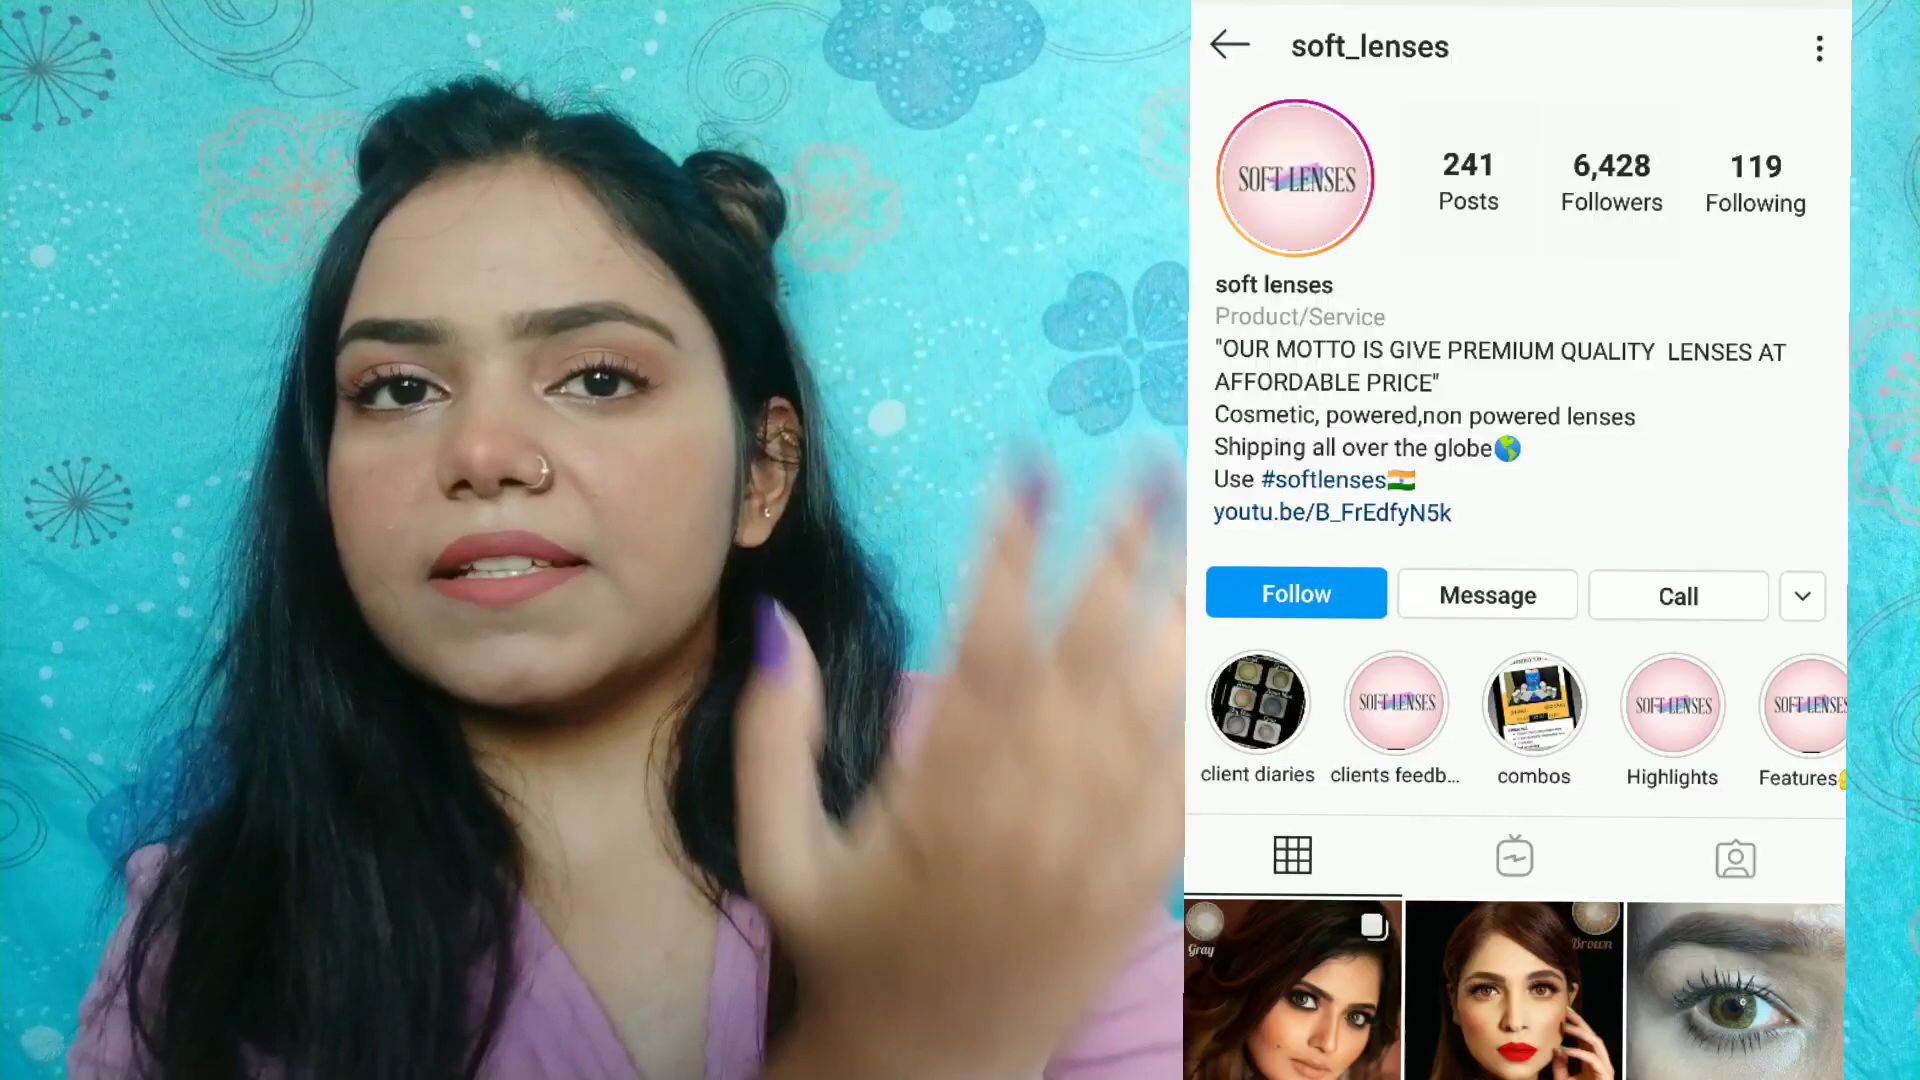 soft_lenses
SOFT LENSES
241
Posts
6,428
Followers
119
Following
soft lenses
Product/Service
"OUR MOTTO IS GIVE PREMIUM QUALITY LENSES AT
AFFORDABLE PRICE"
Cosmetic, powered,non powered lenses
Shipping all over the globe🌎
Use #softlenses🇮🇳
youtu.be/B_FrEdfyN5k
Follow
Message
Call
SOFT LENSES
SOFT LENSES
SOFT LENSES
client diaries
clients feedb...
combos
Highlights
Features
Gray
Brown